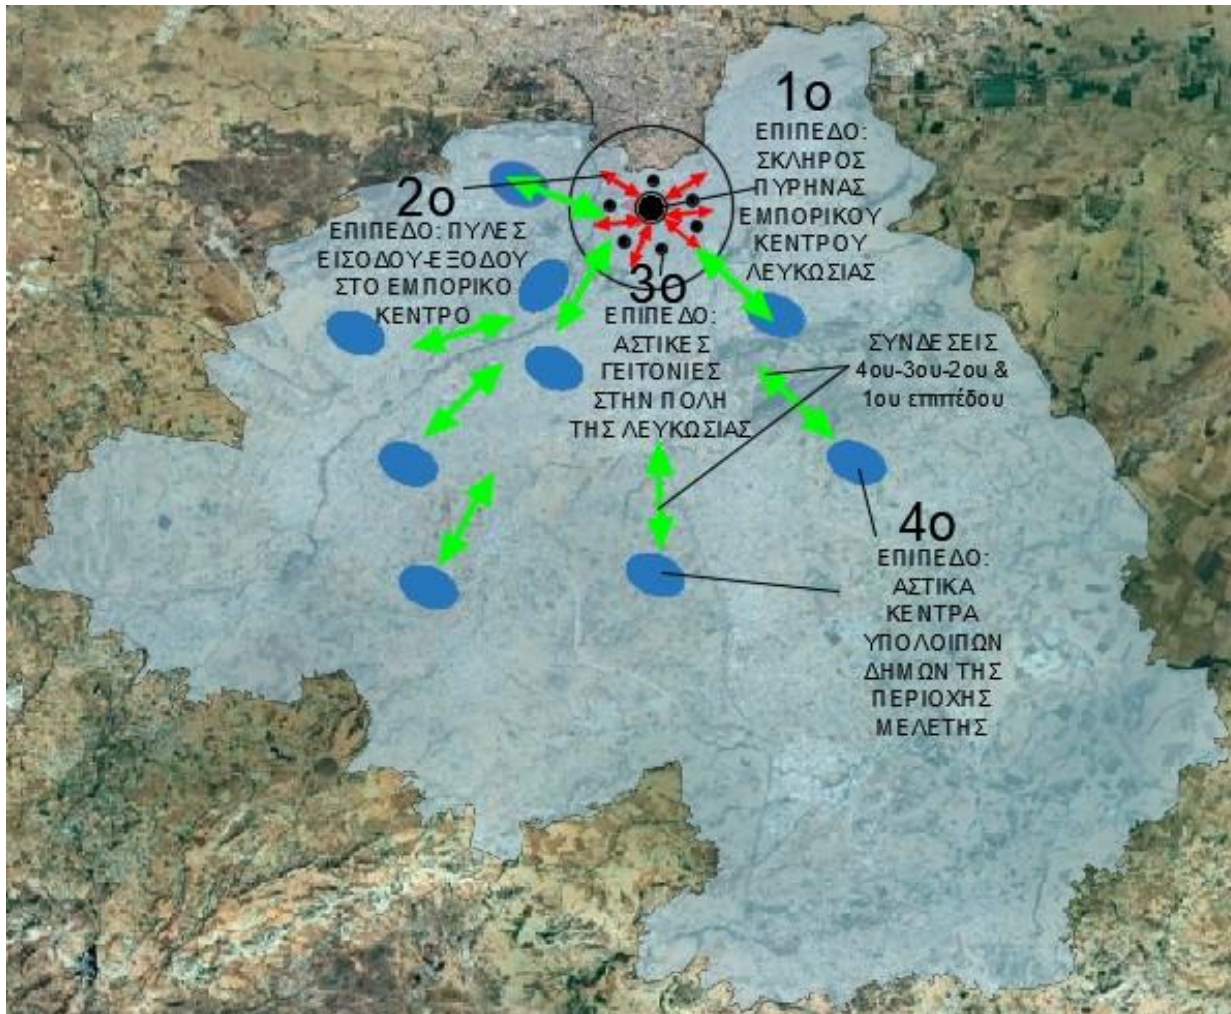 1ο
ΕΠΙΠΕΔΟ:
ΣΚΛΗΡΟΣ
ΠΥΡΗΝΑΣ
ΕΜΠΟΡΙΚΟΥ
ΚΕΝΤΡΟΥ
ΛΕΥΚΩΣΙΑΣ
2ο
ΕΠΙΠΕΔΟ: ΠΥΛΕΣ
ΕΙΣΟΔΟΥ-ΕΞΟΔΟΥ
ΣΤΟ ΕΜΠΟΡΙΚΟ
ΚΕΝΤΡΟ
3ο
ΕΠΙΠΕΔΟ:
ΑΣΤΙΚΕΣ
ΓΕΙΤΟΝΙΕΣ
ΣΤΗΝ ΠΟΛΗ
ΤΗΣ ΛΕΥΚΩΣΙΑΣ
ΣΥΝΔΕΣΕΙΣ
4ου-3ου-2ου &
1ου επιπέδου
4ο
ΕΠΙΠΕΔΟ:
ΑΣΤΙΚΑ
ΚΕΝΤΡΑ
ΥΠΟΛΟΙΠΩΝ
ΔΗΜΩΝ ΤΗΣ
ΠΕΡΙΟΧΗΣ
ΜΕΛΕΤΗΣ